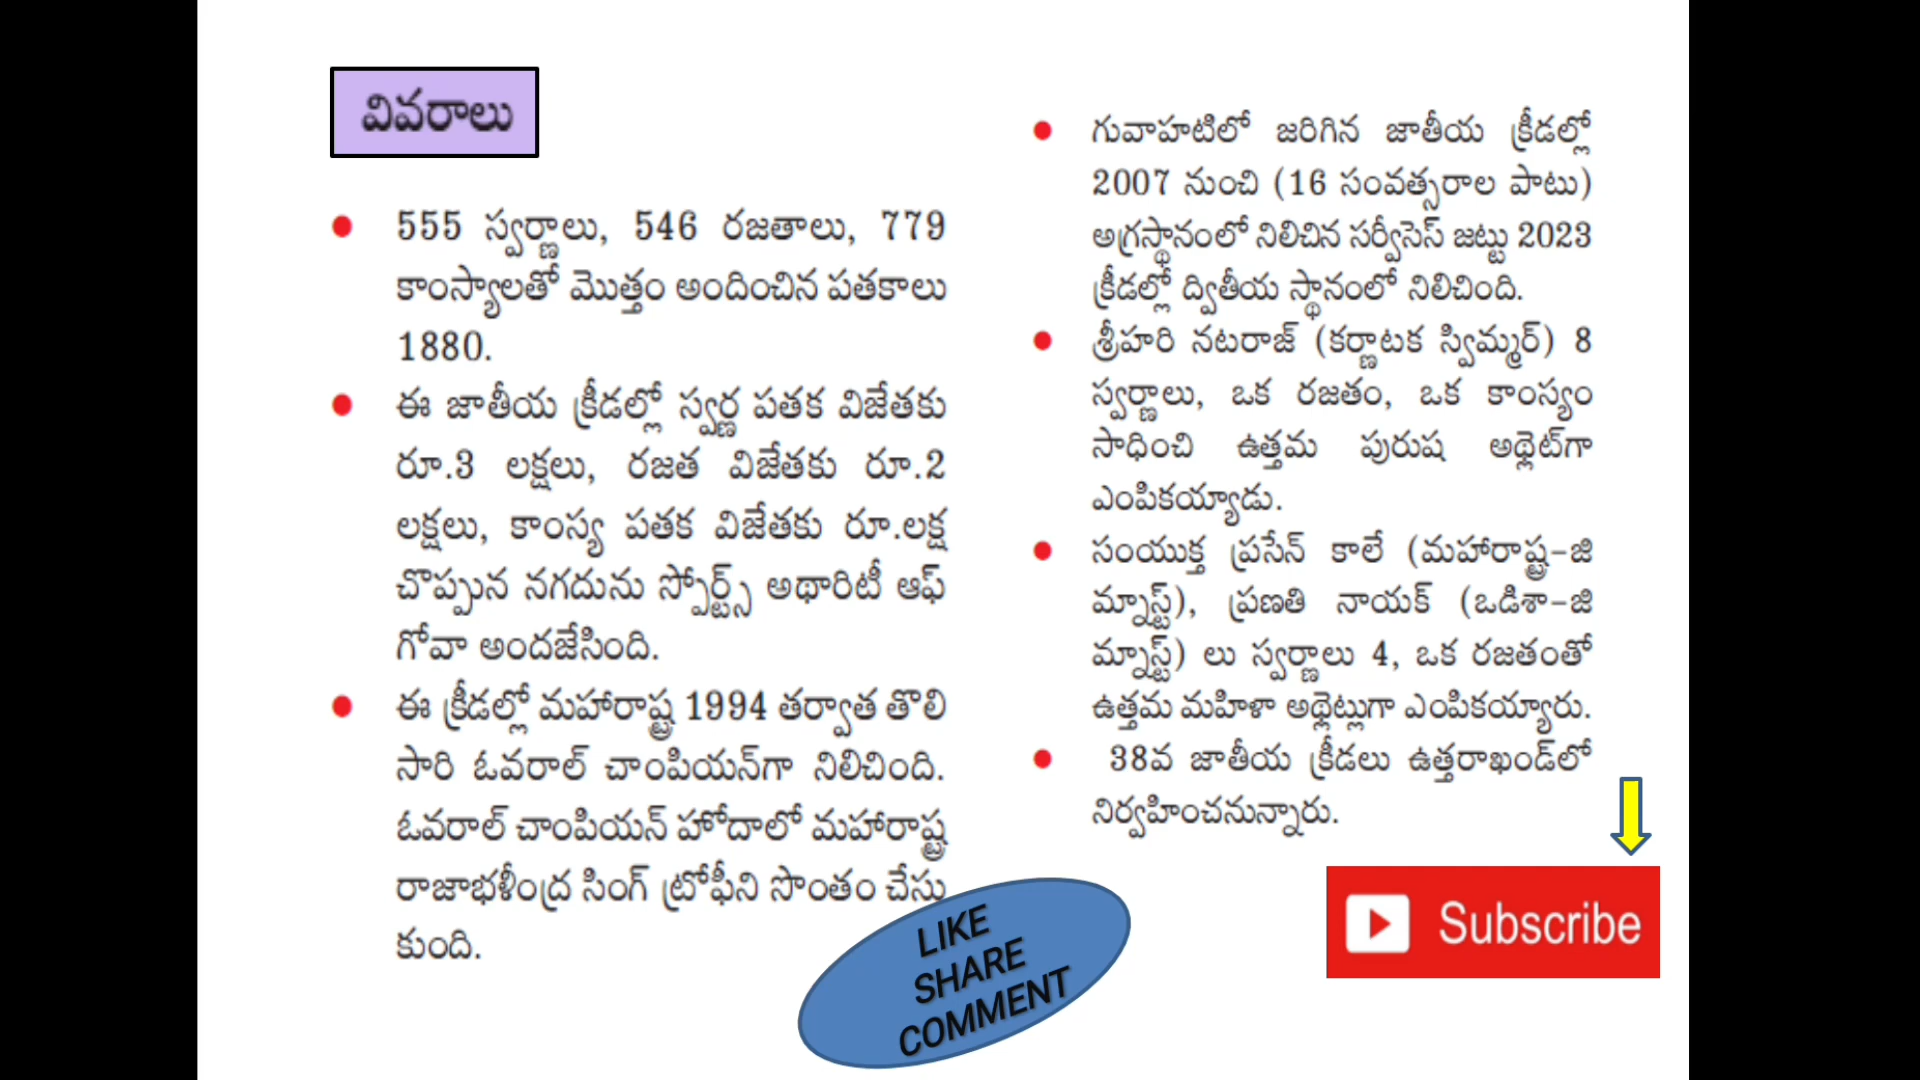 వివరాలు
555 స్వర్ణాలు, 546 రజతాలు, 779
కాంస్యాలతో మొత్తం అందించిన పతకాలు
1880.
ఈ జాతీయ క్రీడల్లో స్వర్ణ పతక విజేతకు
రూ.3 లక్షలు, రజత విజేతకు రూ.2
లక్షలు, కాంస్య పతక విజేతకు రూ.లక్ష
చొప్పున నగదును స్పోర్ట్స్ అథారిటీ ఆఫ్
గోవా అందజేసింది.
ఈ క్రీడల్లో మహారాష్ట్ర 1994 తర్వాత తొలి
సారి ఓవరాల్ చాంపియన్‌గా నిలిచింది.
ఓవరాల్ చాంపియన్ హోదాలో మహారాష్ట్ర
రాజాభళీంద్ర సింగ్ ట్రోఫీని సొంతం చేసు
కుంది.
గువాహటిలో జరిగిన జాతీయ క్రీడల్లో
2007 నుంచి (16 సంవత్సరాల పాటు)
అగ్రస్థానంలో నిలిచిన సర్వీసెస్ జట్టు 2023
క్రీడల్లో ద్వితీయ స్థానంలో నిలిచింది.
శ్రీహరి నటరాజ్ (కర్ణాటక స్విమ్మర్) 8
స్వర్ణాలు, ఒక రజతం, ఒక కాంస్యం
సాధించి ఉత్తమ పురుష అథ్లెట్‌గా
ఎంపికయ్యాడు.
సంయుక్త ప్రసేన్ కాలే (మహారాష్ట్ర-జి
మ్నాస్ట్), ప్రణతి నాయక్ (ఒడిశా-జి
మ్నాస్ట్) లు స్వర్ణాలు 4, ఒక రజతంతో
ఉత్తమ మహిళా అథ్లెట్లుగా ఎంపికయ్యారు.
38వ జాతీయ క్రీడలు ఉత్తరాఖండ్‌లో
నిర్వహించనున్నారు.
LIKE
SHARE
COMMENT
Subscribe